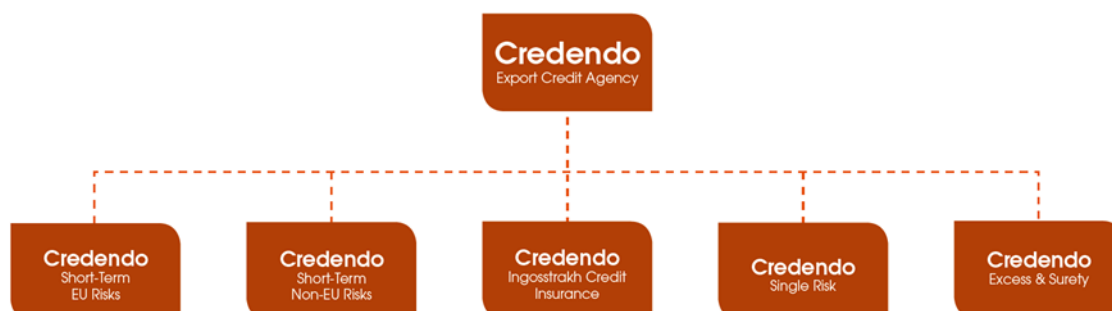 Credendo
Export Credit Agency
Credendo
Short-Term
EU Risks
Credendo
Short-Term
Non-EU Risks
Credendo
Ingosstrakh Credit
Insurance
Credendo
Single Risk
Credendo
Excess & Surety